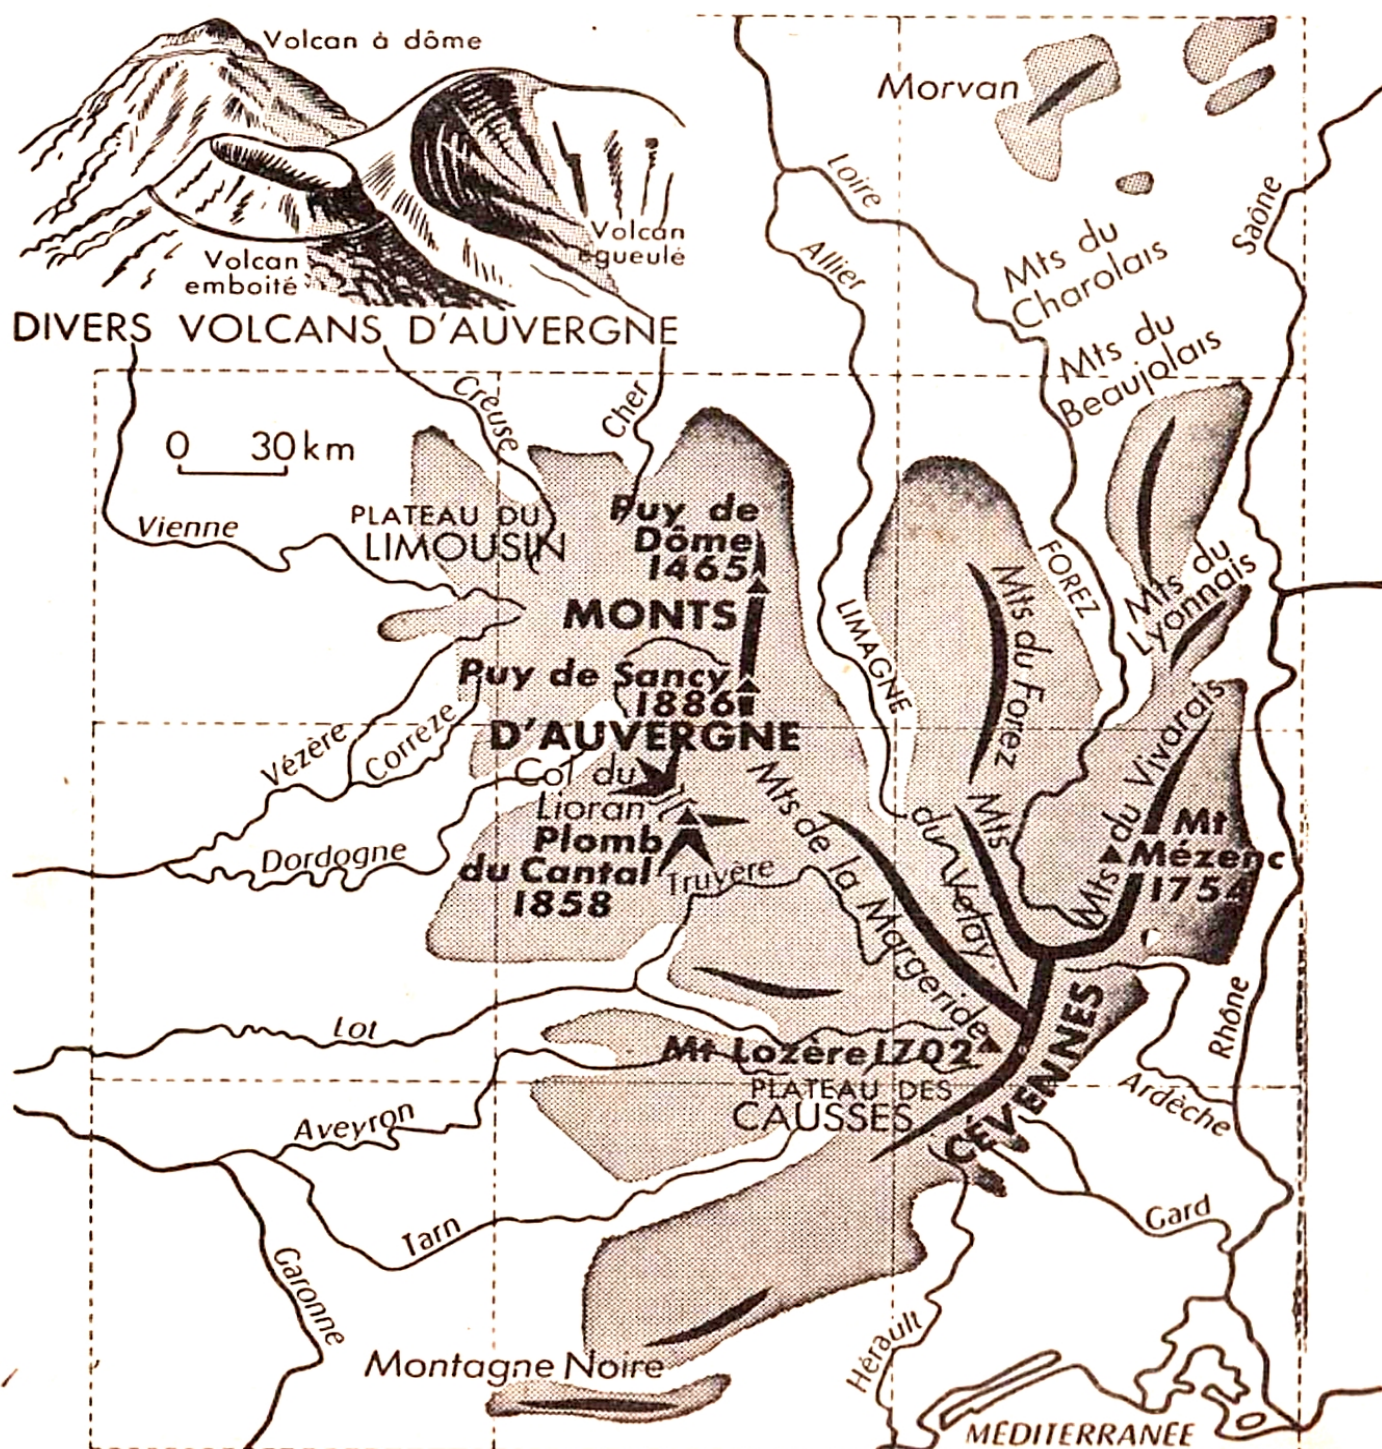 Volcan à dôme
Volcan
égueulé
Volcan
emboité
DIVERS VOLCANS D'AUVERGNE
Morvan
Loire
Allier
Saône
Mts du
Charolais
Mts du
Beaujolais
Creuse
Cher
0 30 km
Vienne
PLATEAU DU
LIMOUSIN
Puy de
Dôme
1465
MONTS
Puy de Sancy
1886
D'AUVERGNE
LIMAGNE
Mts du Forez
FOREZ
Mts du
Lyonnais
Vézère
Corrèze
Col du
Lioran
Plomb
du Cantal
1858
Dordogne
Truyère
Mts de la Margeride
Mts
du Velay
Mts du Vivarais
Mt
Mézenc
1754
Lot
Mt Lozère 1702
PLATEAU DES
CAUSSES
CÉVENNES
Rhône
Ardèche
Aveyron
Tarn
Garonne
Gard
Hérault
Montagne Noire
MÉDITERRANÉE